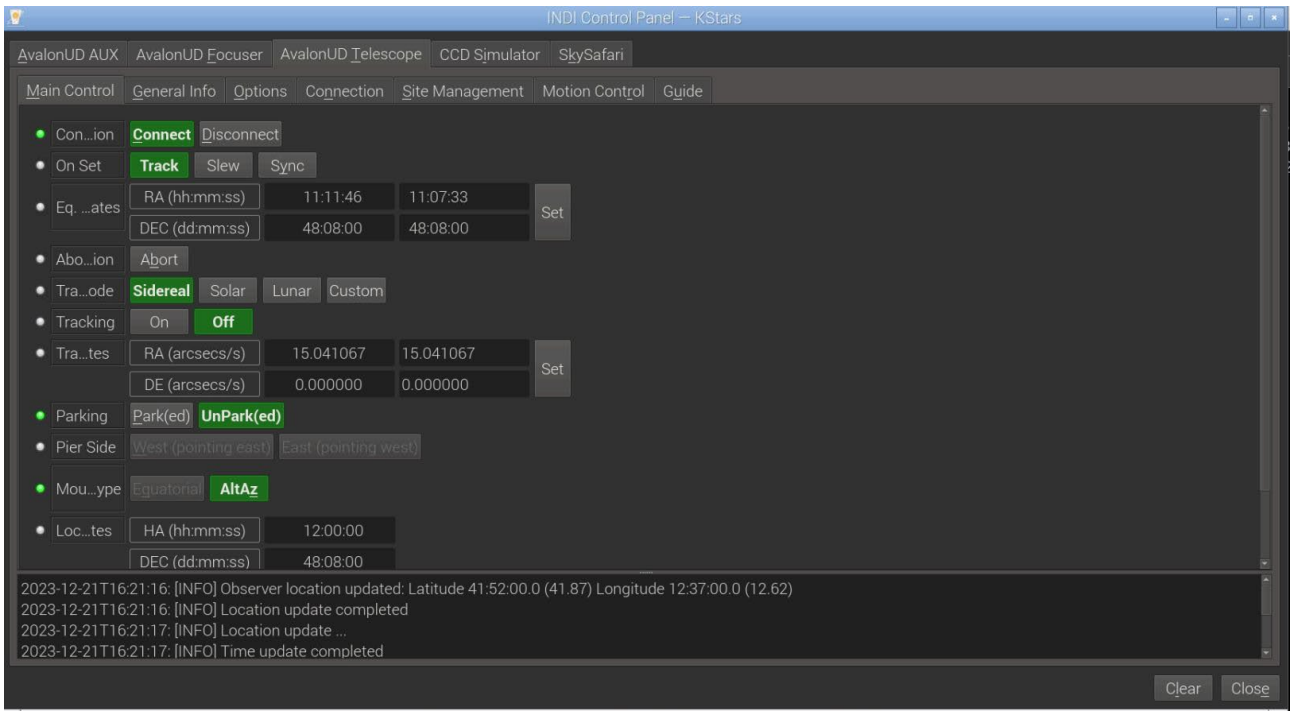 INDI Control Panel — KStars
AvalonUD AUX AvalonUD Focuser AvalonUD Telescope CCD Simulator SkySafari
Main Control General Info Options Connection Site Management Motion Control Guide
Con...ion Connect Disconnect
On Set Track Slew Sync
Eq. ...ates RA (hh:mm:ss) 11:11:46 11:07:33 Set
DEC (dd:mm:ss) 48:08:00 48:08:00
Abo...ion Abort
Tra...ode Sidereal Solar Lunar Custom
Tracking On Off
Tra...tes RA (arcsecs/s) 15.041067 15.041067 Set
DE (arcsecs/s) 0.000000 0.000000
Parking Park(ed) UnPark(ed)
Pier Side West (pointing east) East (pointing west)
Mou...ype Equatorial AltAz
Loc...tes HA (hh:mm:ss) 12:00:00
DEC (dd:mm:ss) 48:08:00
2023-12-21T16:21:16: [INFO] Observer location updated: Latitude 41:52:00.0 (41.87) Longitude 12:37:00.0 (12.62)
2023-12-21T16:21:16: [INFO] Location update completed
2023-12-21T16:21:17: [INFO] Location update ...
2023-12-21T16:21:17: [INFO] Time update completed
Clear Close